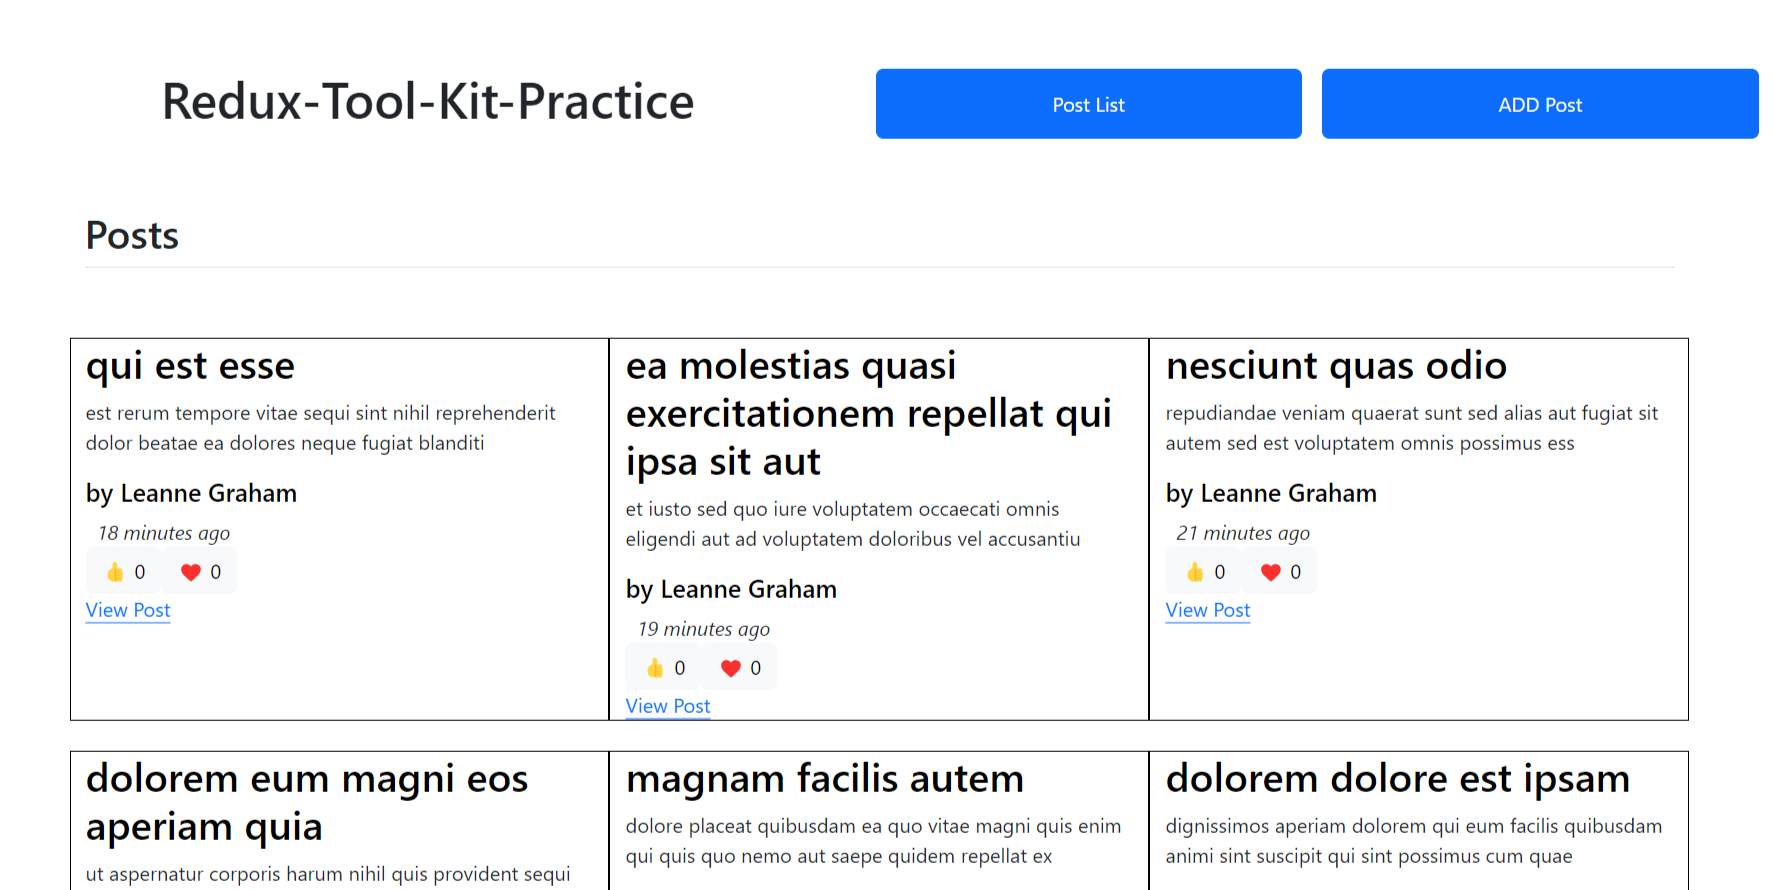 Redux-Tool-Kit-Practice
Post List
ADD Post
Posts
qui est esse
est rerum tempore vitae sequi sint nihil reprehenderit
dolor beatae ea dolores neque fugiat blanditi
by Leanne Graham
18 minutes ago
👍 0 ❤️ 0
View Post
ea molestias quasi
exercitationem repellat qui
ipsa sit aut
et iusto sed quo iure voluptatem occaecati omnis
eligendi aut ad voluptatem doloribus vel accusantiu
by Leanne Graham
19 minutes ago
👍 0 ❤️ 0
View Post
nesciunt quas odio
repudiandae veniam quaerat sunt sed alias aut fugiat sit
autem sed est voluptatem omnis possimus ess
by Leanne Graham
21 minutes ago
👍 0 ❤️ 0
View Post
dolorem eum magni eos
aperiam quia
ut aspernatur corporis harum nihil quis provident sequi
magnam facilis autem
dolore placeat quibusdam ea quo vitae magni quis enim
qui quis quo nemo aut saepe quidem repellat ex
dolorem dolore est ipsam
dignissimos aperiam dolorem qui eum facilis quibusdam
animi sint suscipit qui sint possimus cum quae